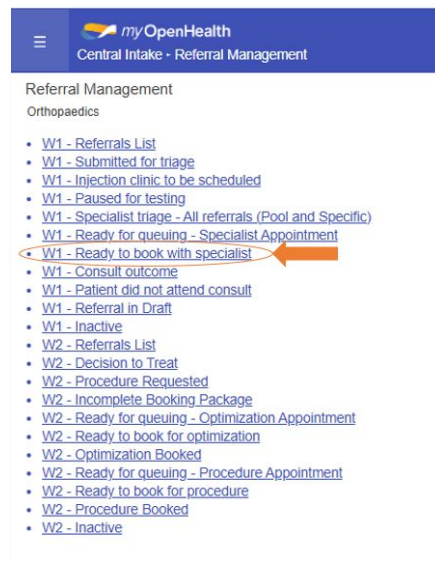 myOpenHealth
Central Intake - Referral Management
Referral Management
Orthopaedics
W1 - Referrals List
W1 - Submitted for triage
W1 - Injection clinic to be scheduled
W1 - Paused for testing
W1 - Specialist triage - All referrals (Pool and Specific)
W1 - Ready for queuing - Specialist Appointment
W1 - Ready to book with specialist
W1 - Consult outcome
W1 - Patient did not attend consult
W1 - Referral in Draft
W1 - Inactive
W2 - Referrals List
W2 - Decision to Treat
W2 - Procedure Requested
W2 - Incomplete Booking Package
W2 - Ready for queuing - Optimization Appointment
W2 - Ready to book for optimization
W2 - Optimization Booked
W2 - Ready for queuing - Procedure Appointment
W2 - Ready to book for procedure
W2 - Procedure Booked
W2 - Inactive